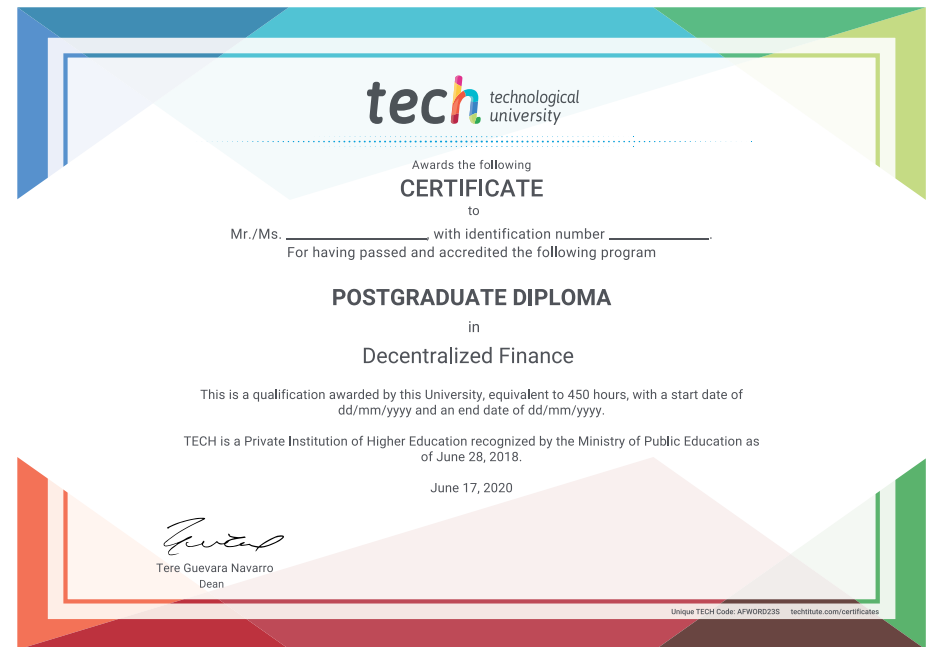 tech technological
university
Awards the following
CERTIFICATE
to
Mr./Ms. ____________________, with identification number ______________.
For having passed and accredited the following program
POSTGRADUATE DIPLOMA
in
Decentralized Finance
This is a qualification awarded by this University, equivalent to 450 hours, with a start date of
dd/mm/yyyy and an end date of dd/mm/yyyy.
TECH is a Private Institution of Higher Education recognized by the Ministry of Public Education as
of June 28, 2018.
June 17, 2020
Tere Guevara Navarro
Dean
Unique TECH Code: AFWORD23S techtitute.com/certificates